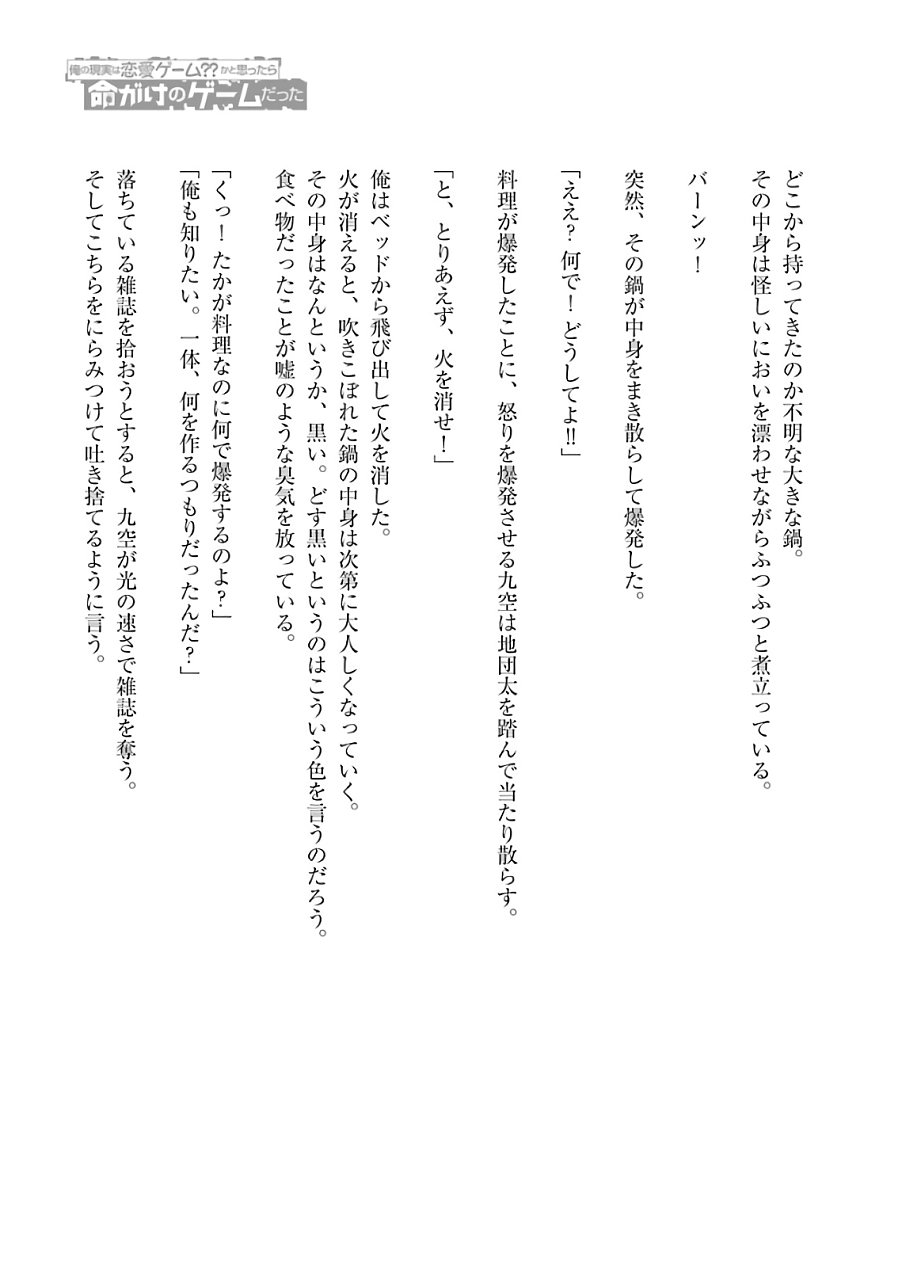 俺の現実は恋愛ゲーム??かと思ったら
命がけのゲームだった
どこから持ってきたのか不明な大きな鍋。
その中身は怪しいにおいを漂わせながらふつふつと煮立っている。
バーンッ!
突然、その鍋が中身をまき散らして爆発した。
「ええ? 何で! どうしてよ!!」
料理が爆発したことに、怒りを爆発させる九空は地団太を踏んで当たり散らす。
「と、とりあえず、火を消せ!」
俺はベッドから飛び出して火を消した。
火が消えると、吹きこぼれた鍋の中身は次第に大人しくなっていく。
その中身はなんというか、黒い。どす黒いというのはこういう色を言うのだろう。
食べ物だったことが嘘のような臭気を放っている。
「くっ! たかが料理なのに何で爆発するのよ?」
「俺も知りたい。一体、何を作るつもりだったんだ?」
落ちている雑誌を拾おうとすると、九空が光の速さで雑誌を奪う。
そしてこちらをにらみつけて吐き捨てるように言う。